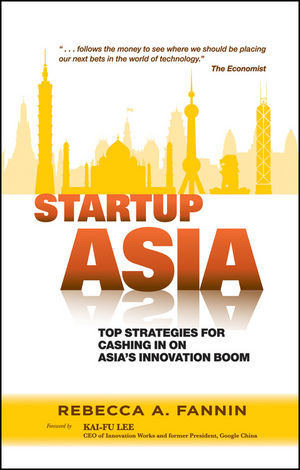 “ . . . follows the money to see where we should be placing
our next bets in the world of technology.”
The Economist
STARTUP
ASIA
TOP STRATEGIES FOR
CASHING IN ON
ASIA’S INNOVATION BOOM
REBECCA A. FANNIN
Foreword by KAI-FU LEE
CEO of Innovation Works and former President, Google China